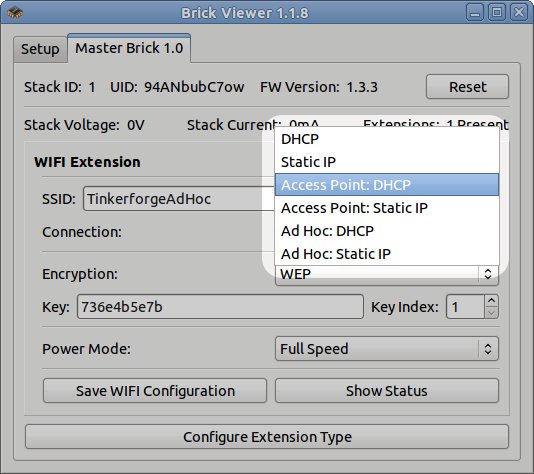 Brick Viewer 1.1.8
Setup Master Brick 1.0
Stack ID: 1 UID: 94ANbubC7ow FW Version: 1.3.3 Reset
Stack Voltage: 0V Stack Current: 0mA Extensions: 1 Present
WIFI Extension
SSID: TinkerforgeAdHoc
Connection:
DHCP
Static IP
Access Point: DHCP
Access Point: Static IP
Ad Hoc: DHCP
Ad Hoc: Static IP
Encryption: WEP
Key: 736e4b5e7b Key Index: 1
Power Mode: Full Speed
Save WIFI Configuration Show Status
Configure Extension Type